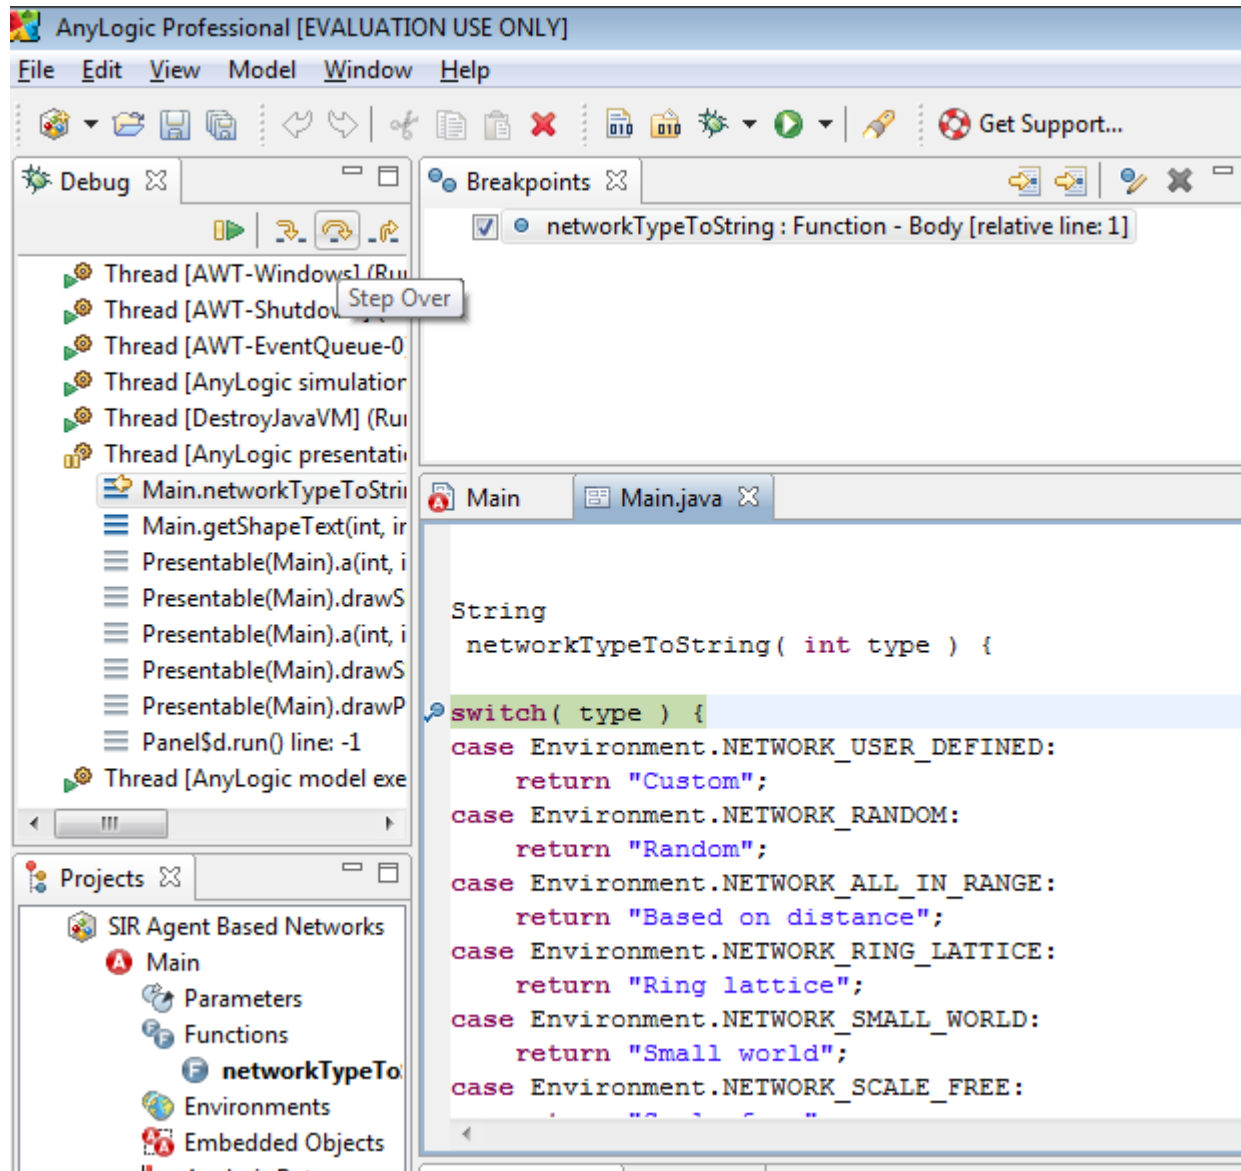 AnyLogic Professional [EVALUATION USE ONLY]
File Edit View Model Window Help
Get Support...
Debug
Breakpoints
networkTypeToString : Function - Body [relative line: 1]
Thread [AWT-Windows] (Ru
Step Over
Thread [AWT-Shutdow
Thread [AWT-EventQueue-0
Thread [AnyLogic simulation
Thread [DestroyJavaVM] (Ru
Thread [AnyLogic presentati
Main.networkTypeToStri
Main.getShapeText(int, in
Presentable(Main).a(int, i
Presentable(Main).drawS
Presentable(Main).a(int, i
Presentable(Main).drawS
Presentable(Main).drawP
Panel$d.run() line: -1
Thread [AnyLogic model exe
Main
Main.java
String
networkTypeToString( int type ) {
switch( type ) {
case Environment.NETWORK_USER_DEFINED:
return "Custom";
case Environment.NETWORK_RANDOM:
return "Random";
case Environment.NETWORK_ALL_IN_RANGE:
return "Based on distance";
case Environment.NETWORK_RING_LATTICE:
return "Ring lattice";
case Environment.NETWORK_SMALL_WORLD:
return "Small world";
case Environment.NETWORK_SCALE_FREE:
Projects
SIR Agent Based Networks
Main
Parameters
Functions
networkTypeTo
Environments
Embedded Objects